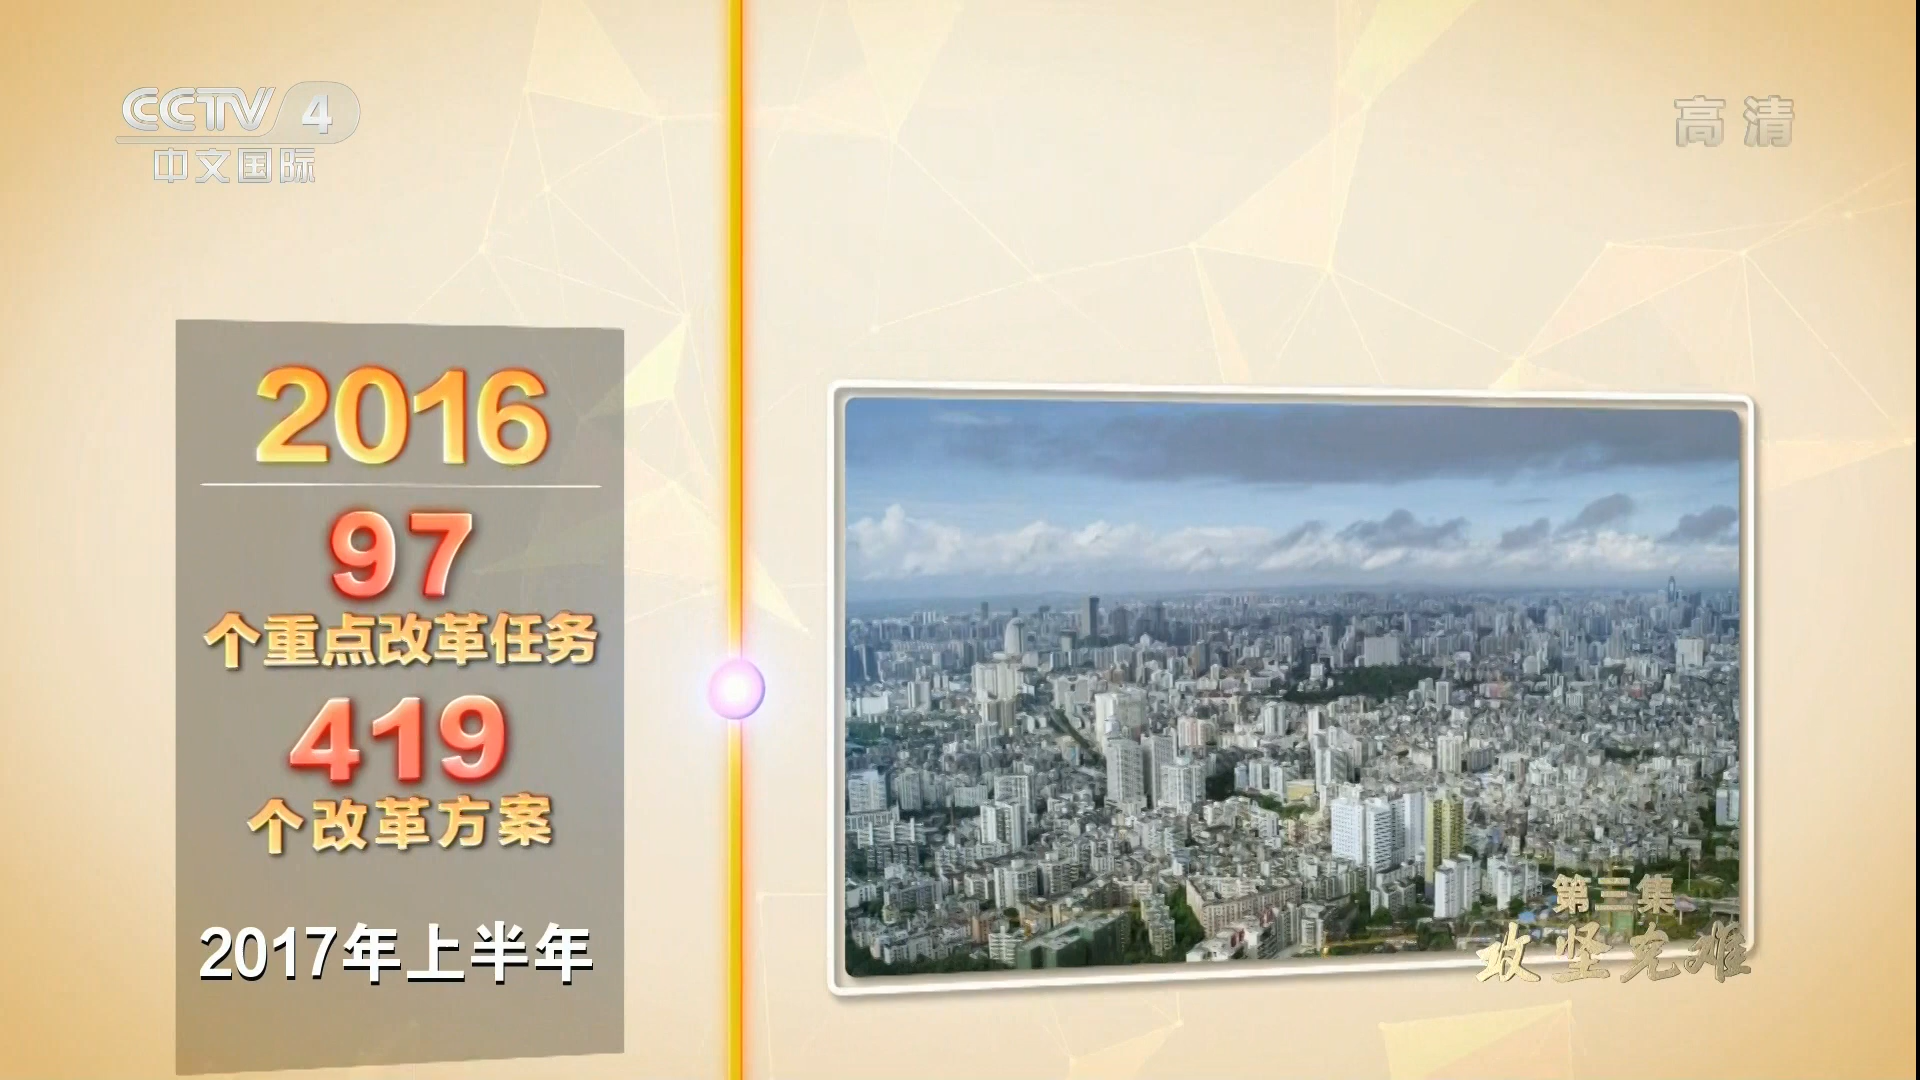 CCTV 4
中文国际
高清
2016
97
个重点改革任务
419
个改革方案
2017年上半年
第三集
攻坚克难